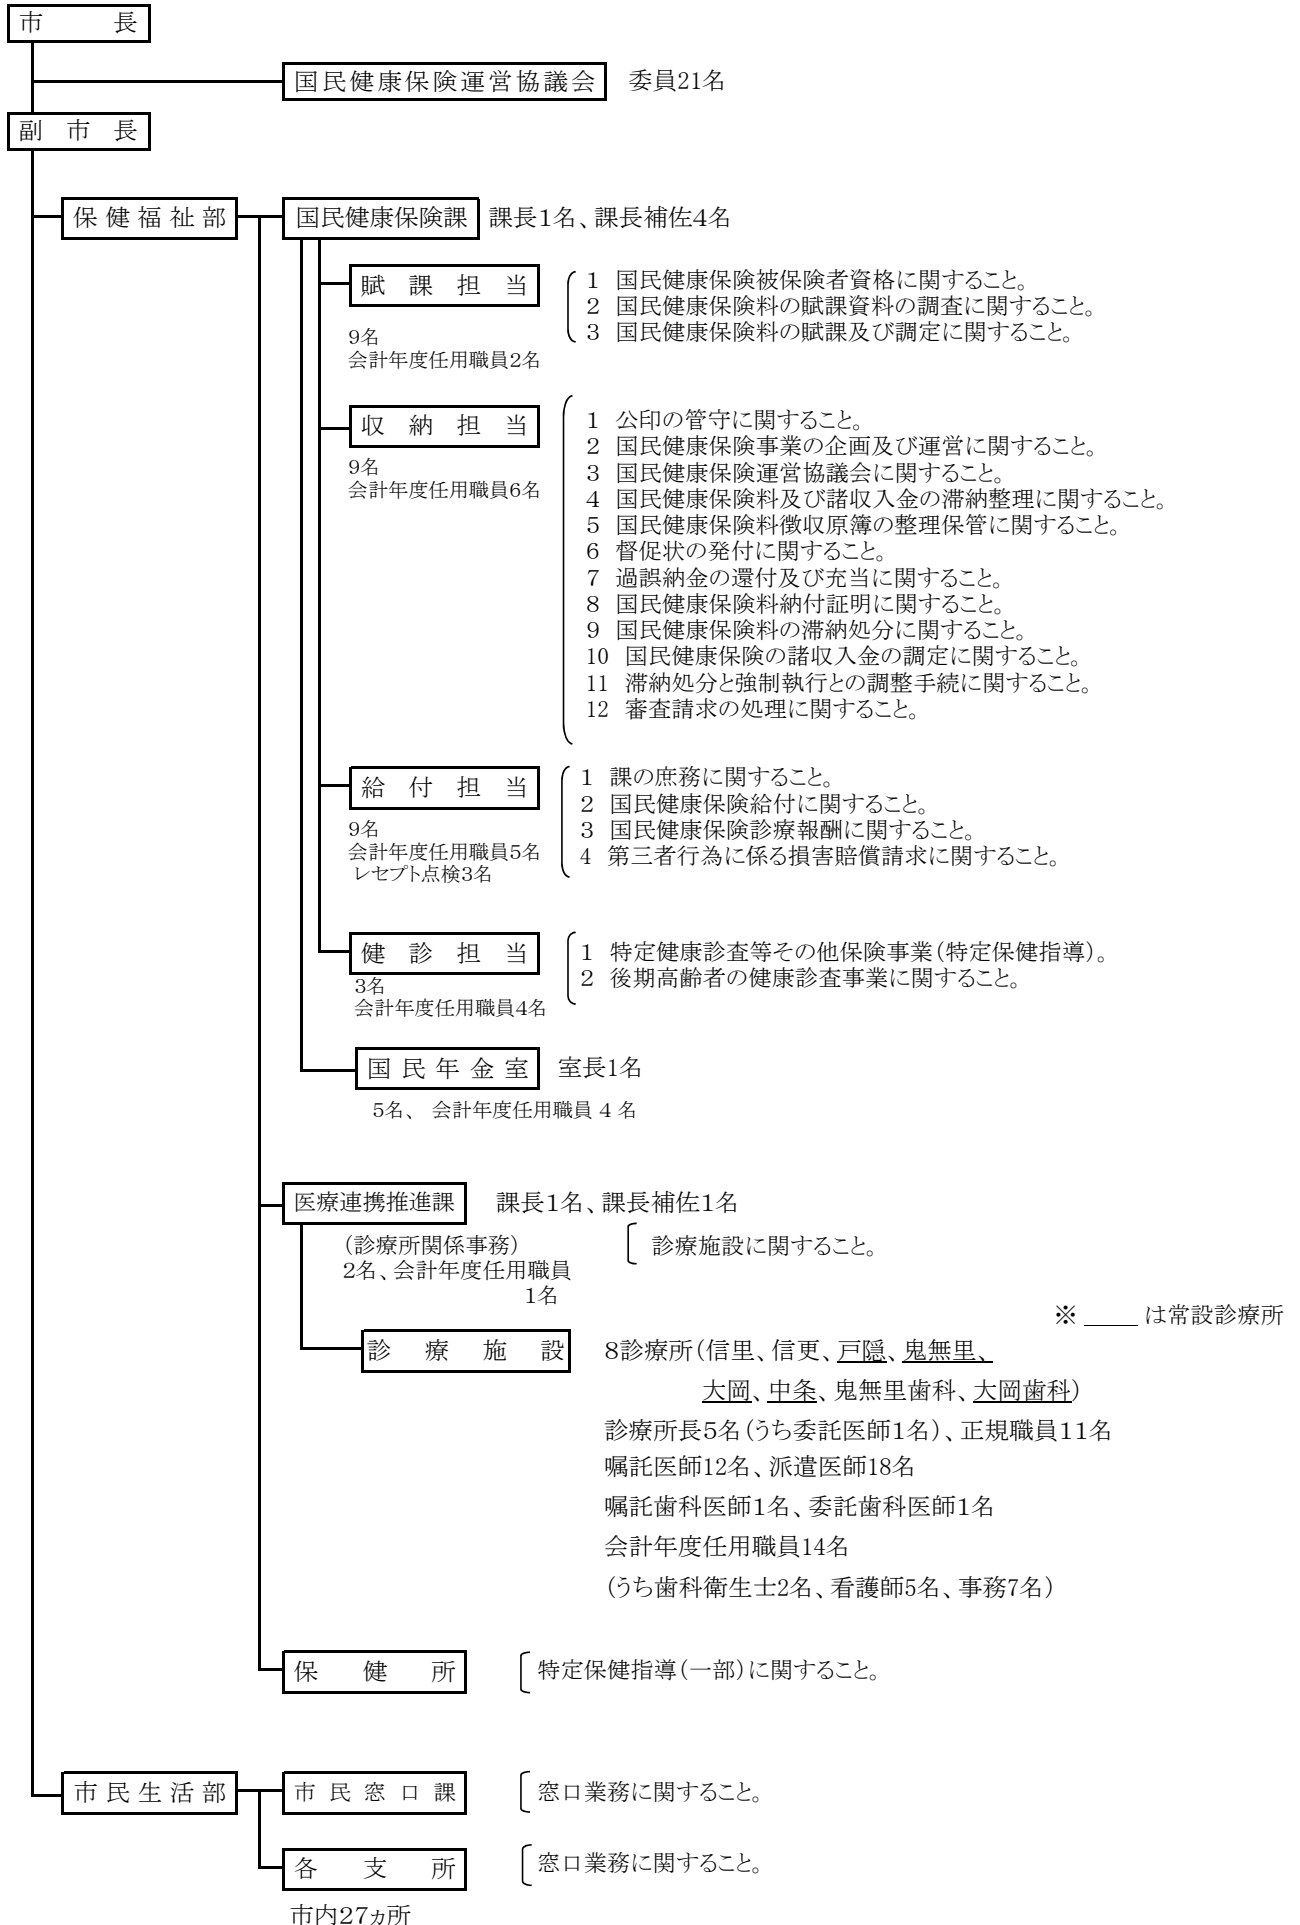 市長
国民健康保険運営協議会 委員21名
副市長
保健福祉部 国民健康保険課 課長1名、課長補佐4名
賦課担当
9名
会計年度任用職員2名
1 国民健康保険被保険者資格に関すること。
2 国民健康保険料の賦課資料の調査に関すること。
3 国民健康保険料の賦課及び調定に関すること。
収納担当
9名
会計年度任用職員6名
1 公印の管守に関すること。
2 国民健康保険事業の企画及び運営に関すること。
3 国民健康保険運営協議会に関すること。
4 国民健康保険料及び諸収入金の滞納整理に関すること。
5 国民健康保険料徴収原簿の整理保管に関すること。
6 督促状の発付に関すること。
7 過誤納金の還付及び充当に関すること。
8 国民健康保険料納付証明に関すること。
9 国民健康保険料の滞納処分に関すること。
10 国民健康保険の諸収入金の調定に関すること。
11 滞納処分と強制執行との調整手続に関すること。
12 審査請求の処理に関すること。
給付担当
9名
会計年度任用職員5名
レセプト点検3名
1 課の庶務に関すること。
2 国民健康保険給付に関すること。
3 国民健康保険診療報酬に関すること。
4 第三者行為に係る損害賠償請求に関すること。
健診担当
3名
会計年度任用職員4名
1 特定健康診査等その他保険事業(特定保健指導)。
2 後期高齢者の健康診査事業に関すること。
国民年金室 室長1名
5名、 会計年度任用職員 4 名
医療連携推進課 課長1名、課長補佐1名
(診療所関係事務)
2名、会計年度任用職員
1名
診療施設に関すること。
※ ____ は常設診療所
診療施設
8診療所(信里、信更、戸隠、鬼無里、
大岡、中条、鬼無里歯科、大岡歯科)
診療所長5名(うち委託医師1名)、正規職員11名
嘱託医師12名、派遣医師18名
嘱託歯科医師1名、委託歯科医師1名
会計年度任用職員14名
(うち歯科衛生士2名、看護師5名、事務7名)
保健所 特定保健指導(一部)に関すること。
市民生活部 市民窓口課 窓口業務に関すること。
各支所 窓口業務に関すること。
市内27ヵ所